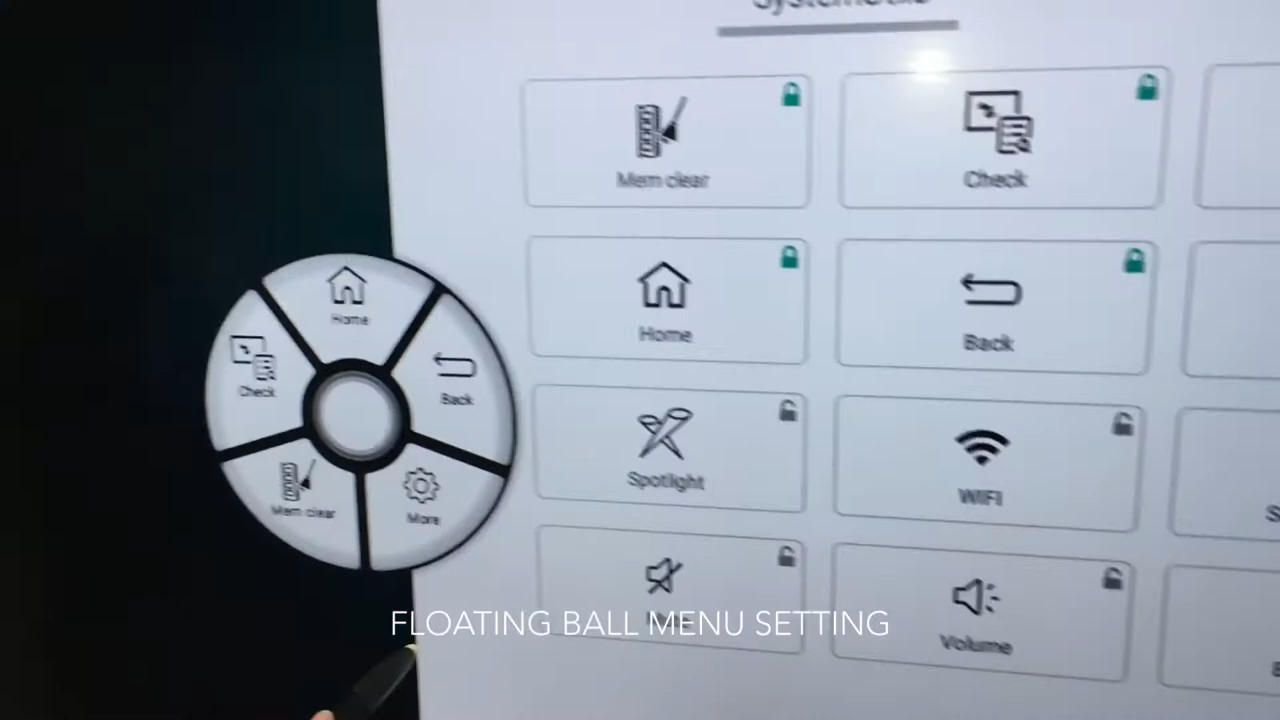 Mem clear
Check
Home
Back
Home
Check
Back
Spotlight
WIFI
Mem clear
More
Volume
FLOATING BALL MENU SETTING